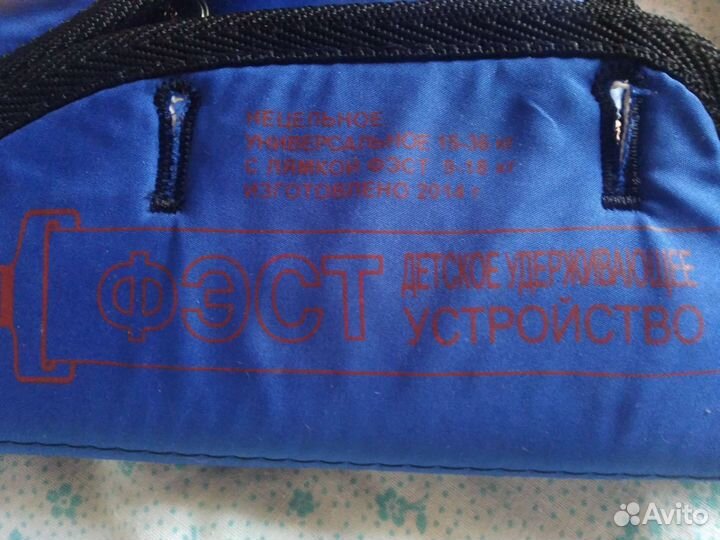 НЕЦЕЛЬНОЕ
УНИВЕРСАЛЬНОЕ 15-36 кг
С ЛЯМКОЙ ФЭСТ 9-18 кг
ИЗГОТОВЛЕНО 2014 г
ФЭСТ
ДЕТСКОЕ УДЕРЖИВАЮЩЕЕ
УСТРОЙСТВО
Avito